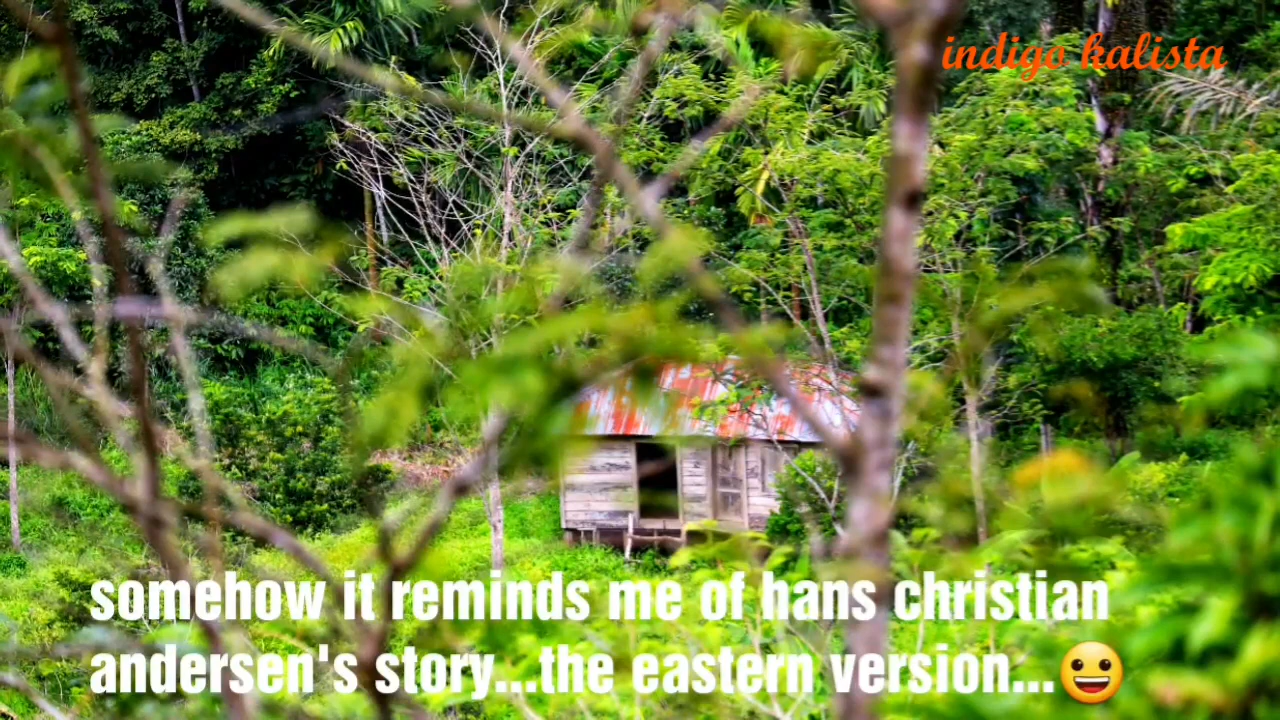 indigo kalista
somehow it reminds me of hans christian
andersen's story...the eastern version...😀